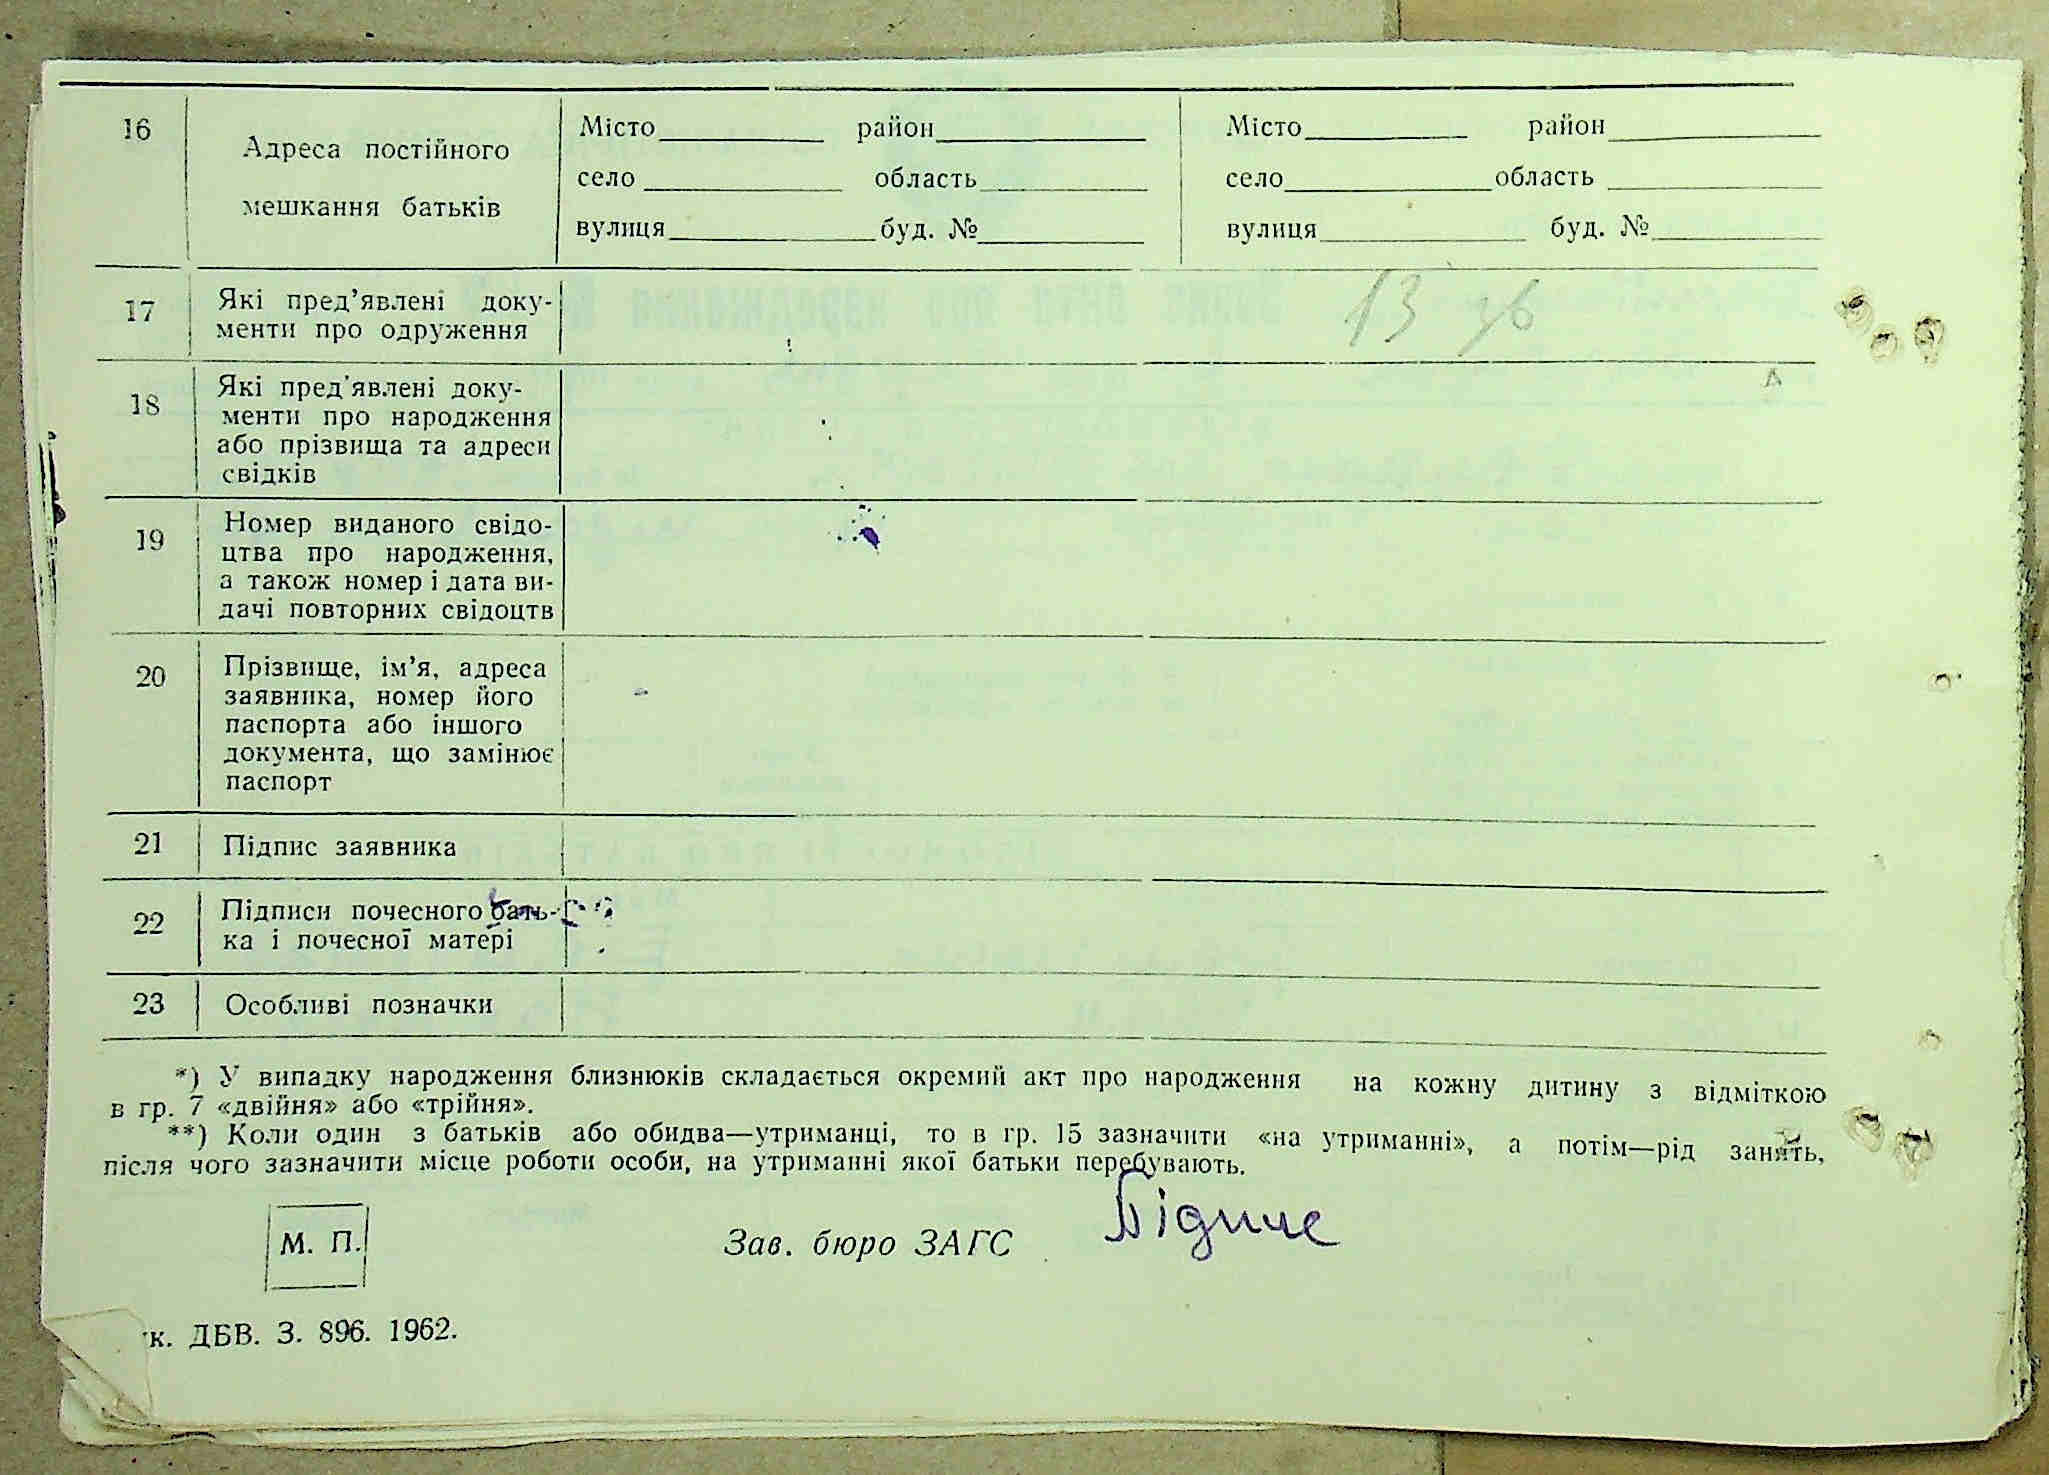 16
Адреса постійного
мешкання батьків
Місто район
село область
вулиця буд. №
Місто район
село область
вулиця буд. №
17
Які пред’явлені доку-
менти про одруження
13
18
Які пред’явлені доку-
менти про народження
або прізвища та адреси
свідків
19
Номер виданого свідо-
цтва про народження,
а також номер і дата ви-
дачі повторних свідоцтв
20
Прізвище, ім’я, адреса
заявника, номер його
паспорта або іншого
документа, що замінює
паспорт
21
Підпис заявника
22
Підписи почесного бать-
ка і почесної матері
23
Особливі позначки
*) У випадку народження близнюків складається окремий акт про народження на кожну дитину з відміткою
в гр. 7 «двійня» або «трійня».
**) Коли один з батьків або обидва—утриманці, то в гр. 15 зазначити «на утриманні», а потім—рід занять,
після чого зазначити місце роботи особи, на утриманні якої батьки перебувають.
М. П.
Зав. бюро ЗАГС
к. ДБВ. З. 896. 1962.